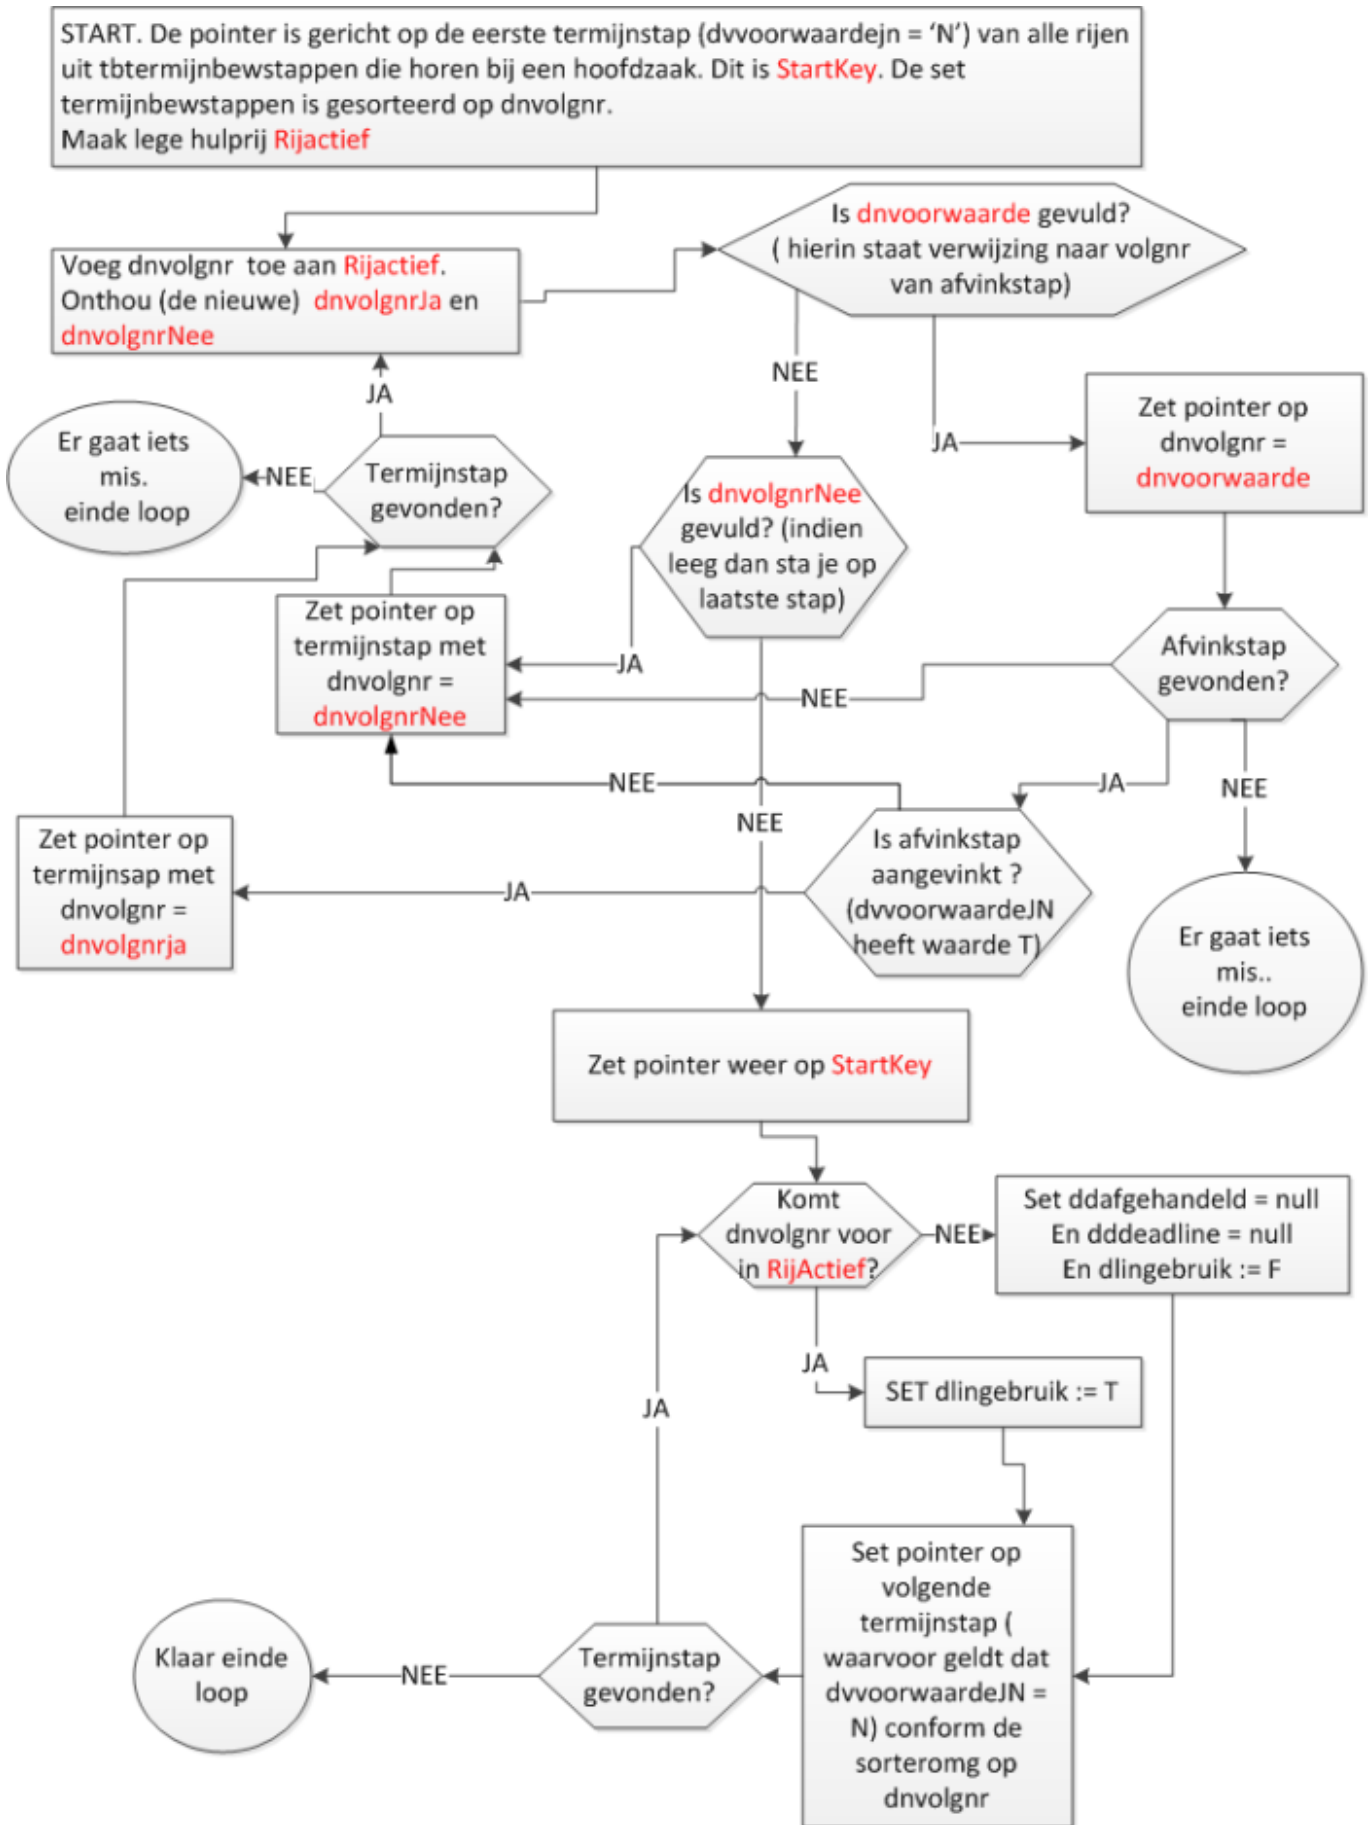 START. De pointer is gericht op de eerste termijnstap (dvvoorwaardejn = ‘N’) van alle rijen
uit tbtermijnbewstappen die horen bij een hoofdzaak. Dit is StartKey. De set
termijnbewstappen is gesorteerd op dnvolgnr.
Maak lege hulprij Rijactief
Is dnvoorwaarde gevuld?
( hierin staat verwijzing naar volgnr
van afvinkstap)
Voeg dnvolgnr toe aan Rijactief.
Onthou (de nieuwe) dnvolgnrJa en
dnvolgnrNee
NEE
JA
JA
Zet pointer op
dnvolgnr =
dnvoorwaarde
Er gaat iets
mis.
einde loop
NEE
Termijnstap
gevonden?
Is dnvolgnrNee
gevuld? (indien
leeg dan sta je op
laatste stap)
Zet pointer op
termijnstap met
dnvolgnr =
dnvolgnrNee
JA
NEE
Afvinkstap
gevonden?
NEE
JA
NEE
NEE
Zet pointer op
termijnsap met
dnvolgnr =
dnvolgnrja
JA
Is afvinkstap
aangevinkt ?
(dvvoorwaardeJN
heeft waarde T)
Er gaat iets
mis..
einde loop
Zet pointer weer op StartKey
Komt
dnvolgnr voor
in RijActief?
NEE
Set ddafgehandeld = null
En dddeadline = null
En dlingebruik := F
JA
SET dlingebruik := T
JA
Set pointer op
volgende
termijnstap (
waarvoor geldt dat
dvvoorwaardeJN =
N) conform de
sorteromg op
dnvolgnr
Termijnstap
gevonden?
NEE
Klaar einde
loop